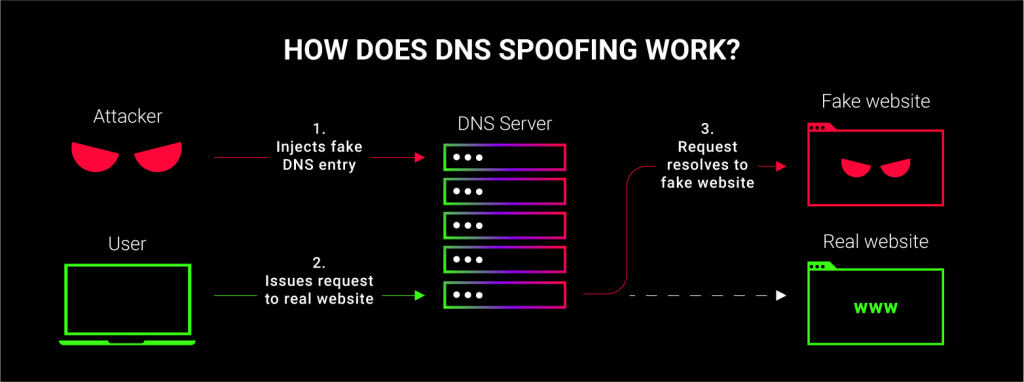 HOW DOES DNS SPOOFING WORK?
Attacker
1.
Injects fake
DNS entry
DNS Server
3.
Request
resolves to
fake website
Fake website
User
2.
Issues request
to real website
Real website
www